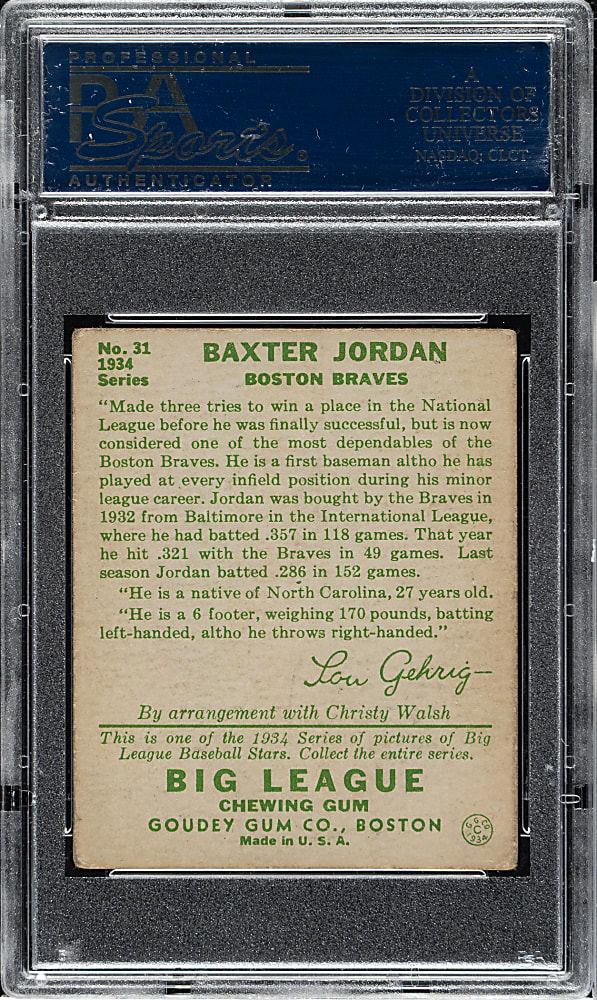 PROFESSIONAL
PSA
Sports
AUTHENTICATOR
A
DIVISION OF
COLLECTORS
UNIVERSE
NASDAQ: CLCT
No. 31
1934
Series
BAXTER JORDAN
BOSTON BRAVES
"Made three tries to win a place in the National
League before he was finally successful, but is now
considered one of the most dependables of the
Boston Braves. He is a first baseman altho he has
played at every infield position during his minor
league career. Jordan was bought by the Braves in
1932 from Baltimore in the International League,
where he had batted .357 in 118 games. That year
he hit .321 with the Braves in 49 games. Last
season Jordan batted .286 in 152 games.
"He is a native of North Carolina, 27 years old.
"He is a 6 footer, weighing 170 pounds, batting
left-handed, altho he throws right-handed."
Lou Gehrig
By arrangement with Christy Walsh
This is one of the 1934 Series of pictures of Big
League Baseball Stars. Collect the entire series.
BIG LEAGUE
CHEWING GUM
GOUDEY GUM CO., BOSTON
Made in U. S. A.
G G CO
C
1934